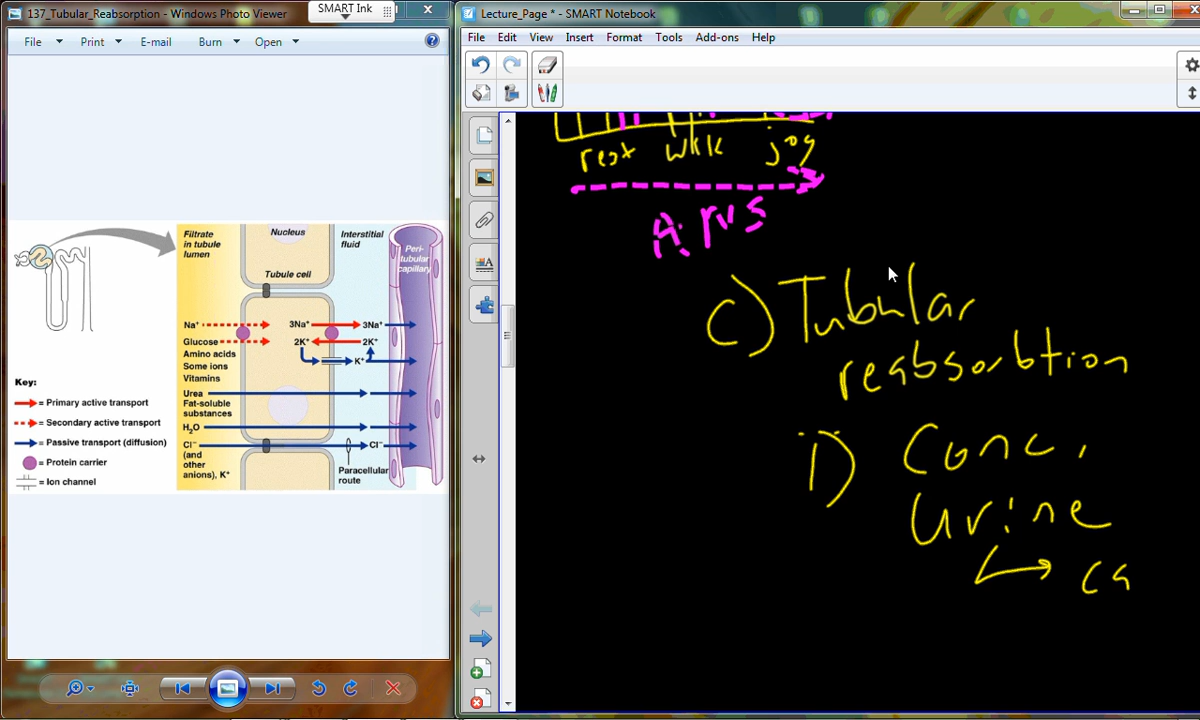 137_Tubular_Reabsorption - Windows Photo Viewer
SMART Ink
File Print E-mail Burn Open
Filtrate
in tubule
lumen
Nucleus
Interstitial
fluid
Peri-
tubular
capillary
Tubule cell
Na⁺ 3Na⁺ 3Na⁺
Glucose 2K⁺ 2K⁺
Amino acids
Some ions K⁺
Vitamins
Urea
Fat-soluble
substances
H₂O
Cl⁻ Cl⁻
(and
other
anions), K⁺
Paracellular
route
Key:
= Primary active transport
= Secondary active transport
= Passive transport (diffusion)
= Protein carrier
= Ion channel
Lecture_Page * - SMART Notebook
File Edit View Insert Format Tools Add-ons Help
rest walk jog
c) Tubular
reabsorbtion
i) Conc.
urine